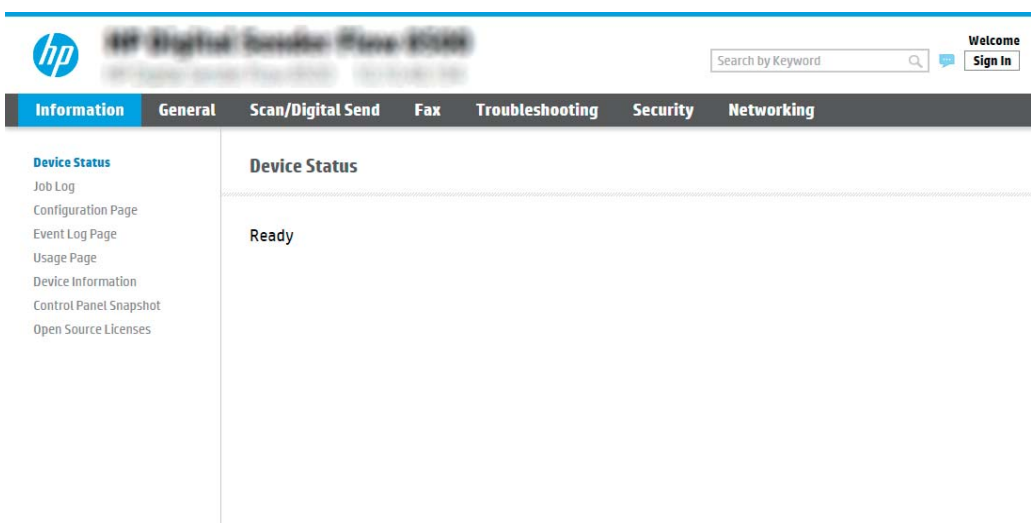 hp
Welcome
Search by Keyword
Sign In
Information General Scan/Digital Send Fax Troubleshooting Security Networking
Device Status
Job Log
Configuration Page
Event Log Page
Usage Page
Device Information
Control Panel Snapshot
Open Source Licenses
Device Status
Ready